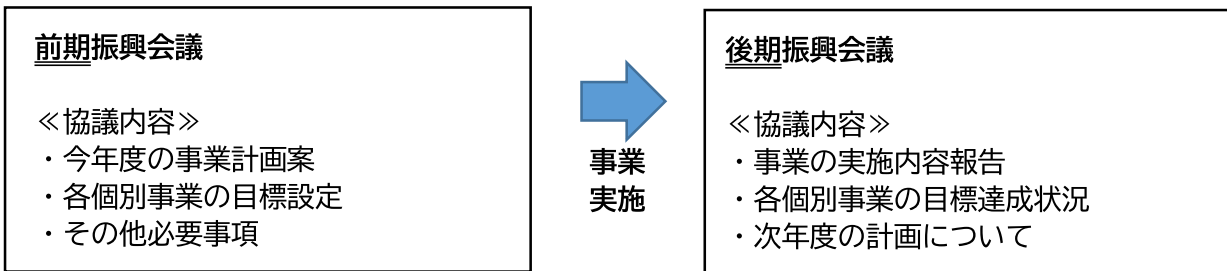 前期振興会議
≪協議内容≫
・今年度の事業計画案
・各個別事業の目標設定
・その他必要事項
事業
実施
後期振興会議
≪協議内容≫
・事業の実施内容報告
・各個別事業の目標達成状況
・次年度の計画について